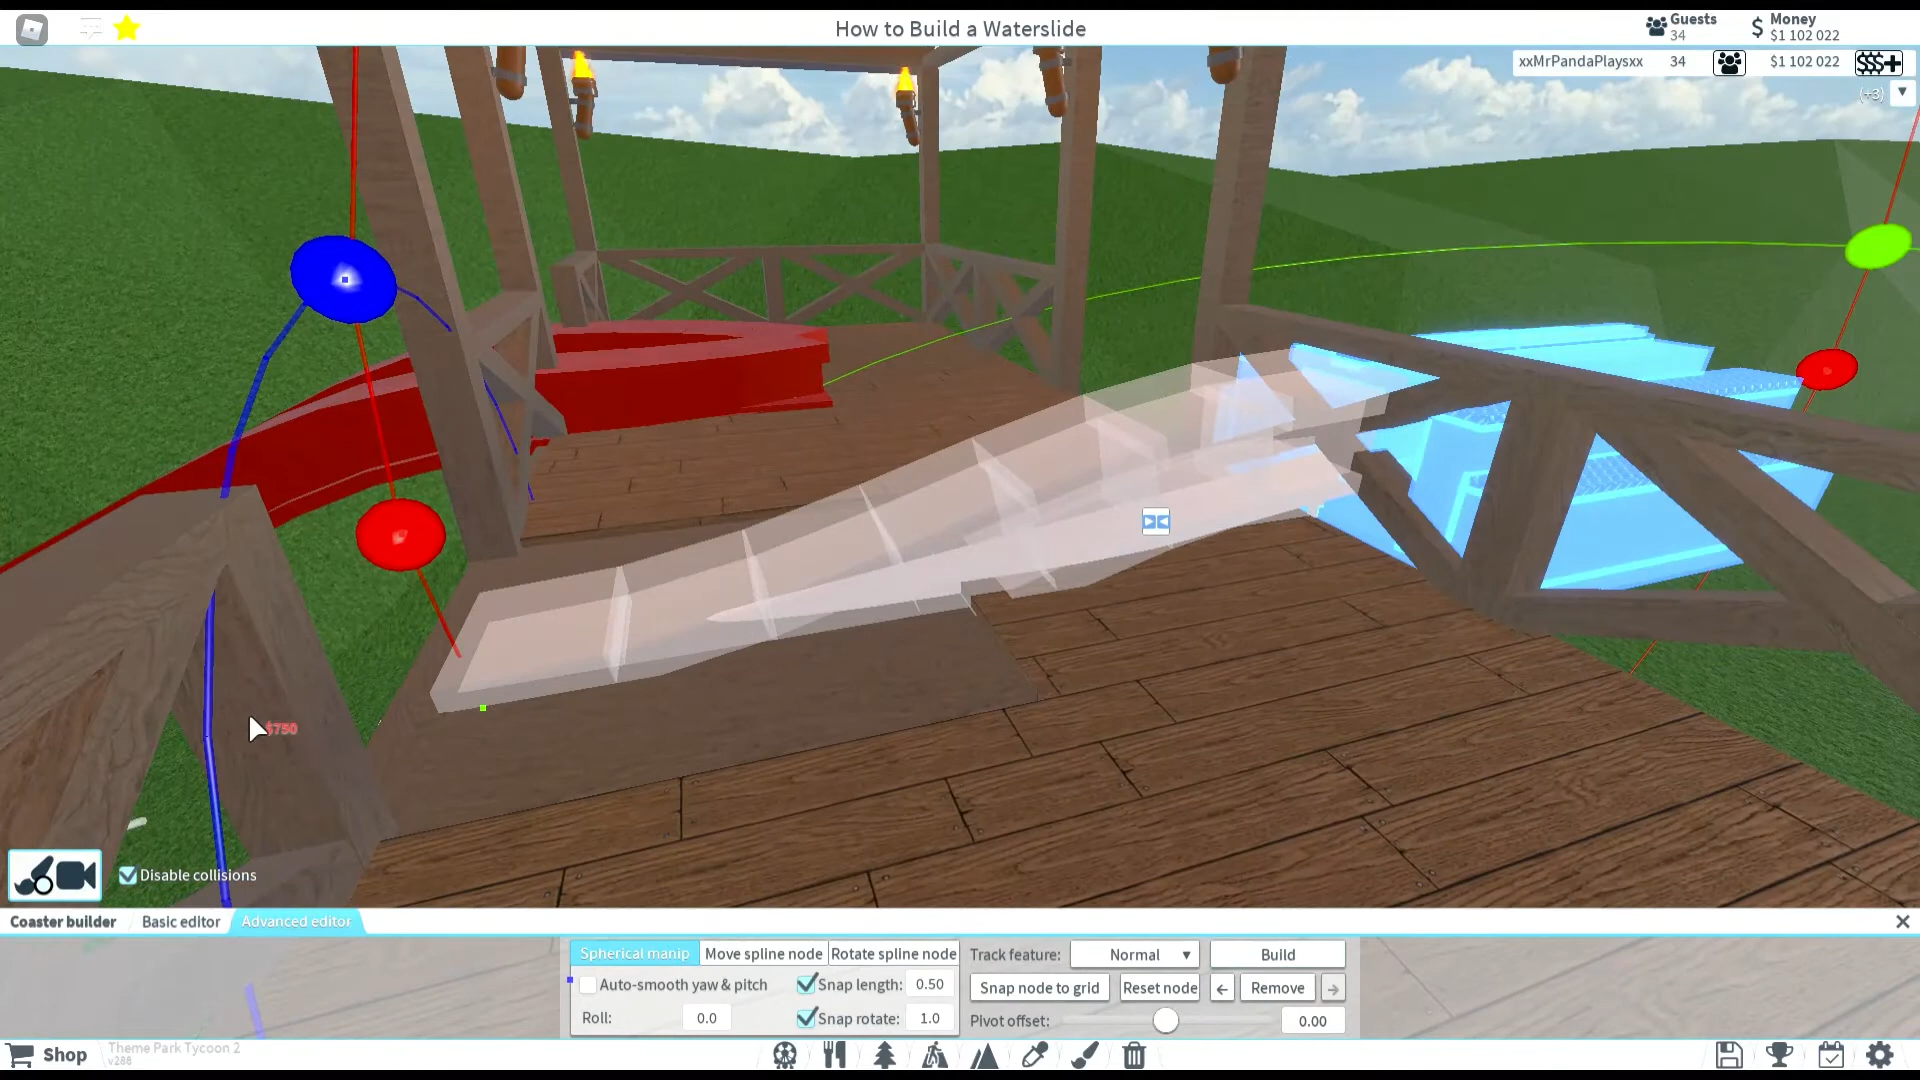 How to Build a Waterslide
Guests
34
Money
$1 102 022
xxMrPandaPlaysxx 34 $1 102 022 $$$+
(+3)
$750
Disable collisions
Coaster builder Basic editor Advanced editor
Spherical manip Move spline node Rotate spline node Track feature: Normal Build
Auto-smooth yaw & pitch Snap length: 0.50 Snap node to grid Reset node Remove
Roll: 0.0 Snap rotate: 1.0 Pivot offset: 0.00
Shop
Theme Park Tycoon 2
v286